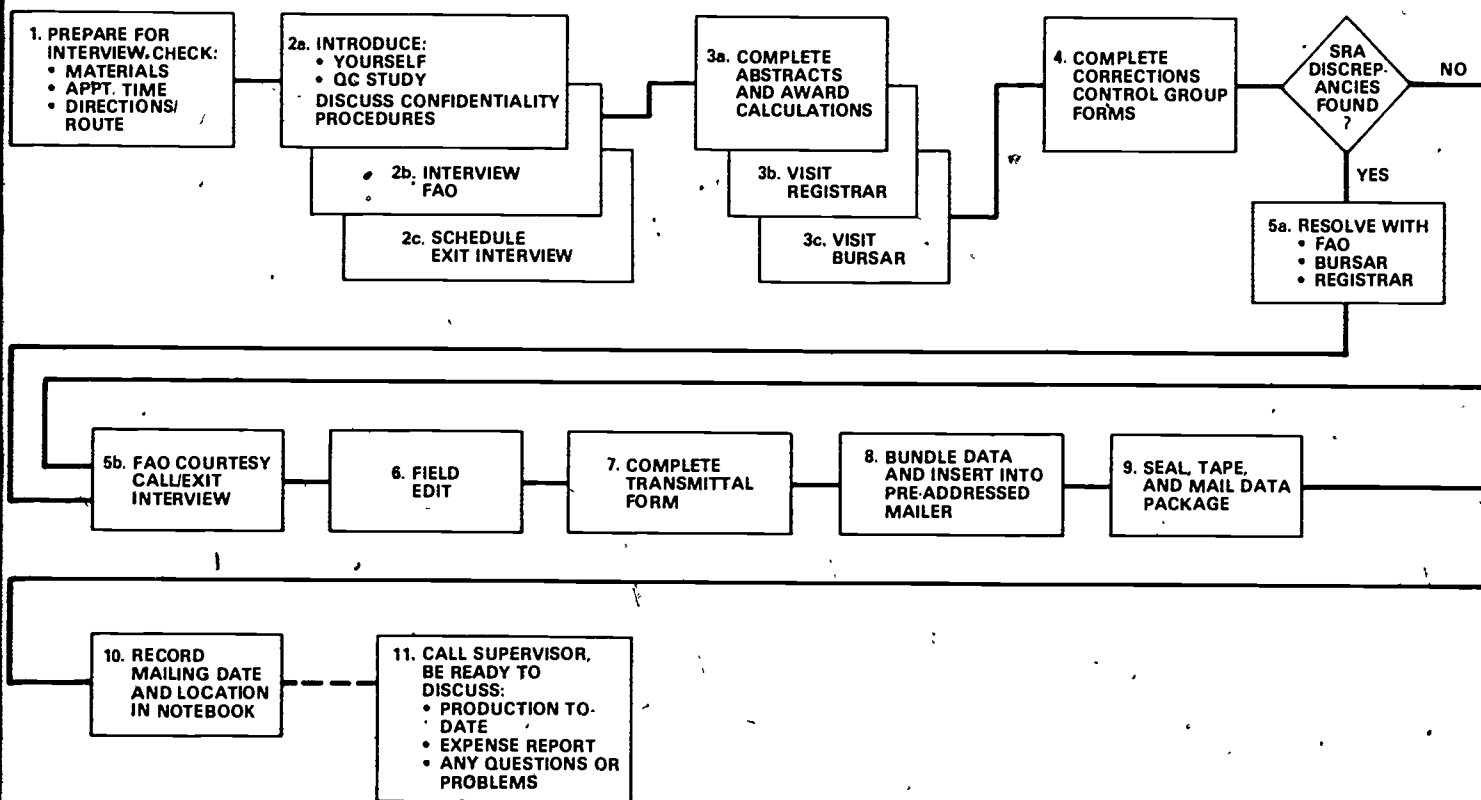 1. PREPARE FOR
INTERVIEW. CHECK:
• MATERIALS
• APPT. TIME
• DIRECTIONS/
ROUTE
2a. INTRODUCE:
• YOURSELF
• QC STUDY
DISCUSS CONFIDENTIALITY
PROCEDURES
2b. INTERVIEW
FAO
2c. SCHEDULE
EXIT INTERVIEW
3a. COMPLETE
ABSTRACTS
AND AWARD
CALCULATIONS
3b. VISIT
REGISTRAR
3c. VISIT
BURSAR
4. COMPLETE
CORRECTIONS
CONTROL GROUP
FORMS
SRA
DISCREP-
ANCIES
FOUND
?
NO
YES
5a. RESOLVE WITH
• FAO
• BURSAR
• REGISTRAR
5b. FAO COURTESY
CALL/EXIT
INTERVIEW
6. FIELD
EDIT
7. COMPLETE
TRANSMITTAL
FORM
8. BUNDLE DATA
AND INSERT INTO
PRE-ADDRESSED
MAILER
9. SEAL, TAPE,
AND MAIL DATA
PACKAGE
10. RECORD
MAILING DATE
AND LOCATION
IN NOTEBOOK
11. CALL SUPERVISOR,
BE READY TO
DISCUSS:
• PRODUCTION TO-
DATE
• EXPENSE REPORT
• ANY QUESTIONS OR
PROBLEMS